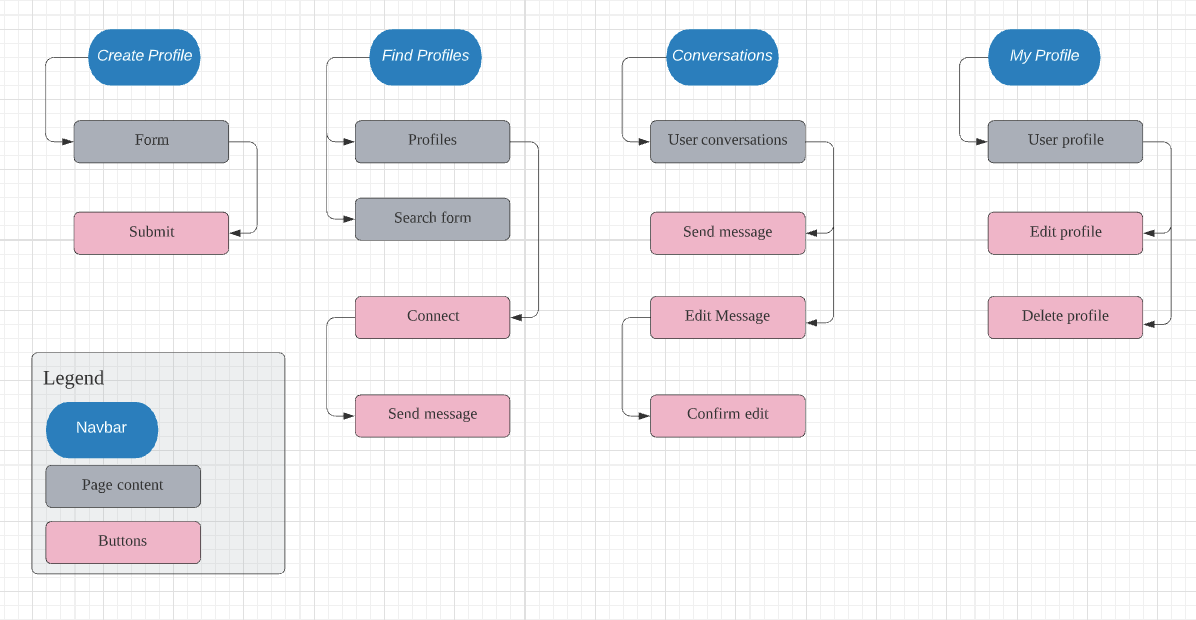 Create Profile
Find Profiles
Conversations
My Profile
Form
Profiles
User conversations
User profile
Search form
Submit
Send message
Edit profile
Connect
Edit Message
Delete profile
Send message
Confirm edit
Legend
Navbar
Page content
Buttons